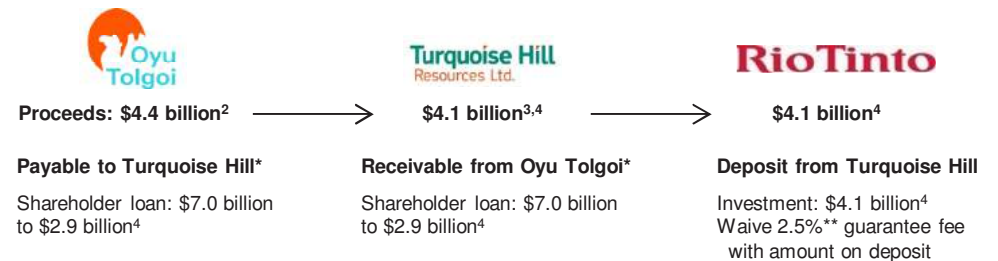 Oyu
Tolgoi
Turquoise Hill
Resources Ltd.
RioTinto
Proceeds: $4.4 billion²
$4.1 billion³,⁴
$4.1 billion⁴
Payable to Turquoise Hill*
Receivable from Oyu Tolgoi*
Deposit from Turquoise Hill
Shareholder loan: $7.0 billion
to $2.9 billion⁴
Shareholder loan: $7.0 billion
to $2.9 billion⁴
Investment: $4.1 billion⁴
Waive 2.5%** guarantee fee
with amount on deposit